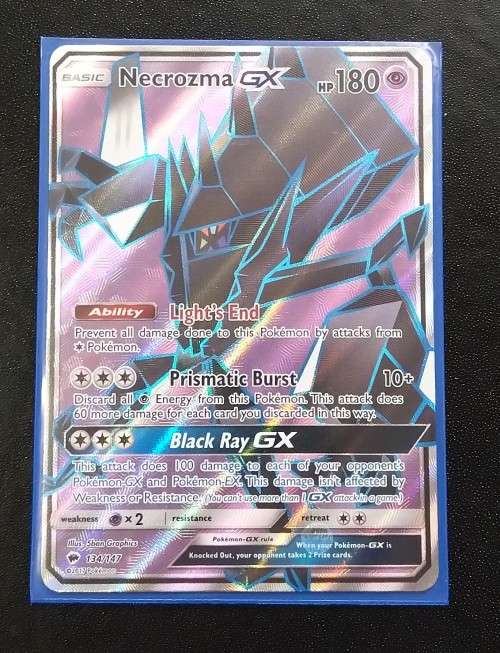 BASIC Necrozma GX HP 180
Ability Light's End
Prevent all damage done to this Pokémon by attacks from
Pokémon.
Prismatic Burst 10+
Discard all Energy from this Pokémon. This attack does
60 more damage for each card you discarded in this way.
Black Ray GX
This attack does 100 damage to each of your opponent's
Pokémon-GX and Pokémon-EX. This damage isn't affected by
Weakness or Resistance. (You can't use more than 1 GX attack in a game.)
weakness ×2 resistance retreat
Illus. 5ban Graphics
Pokémon-GX rule
When your Pokémon-GX is
Knocked Out, your opponent takes 2 Prize cards.
134/147
©2017 Pokémon